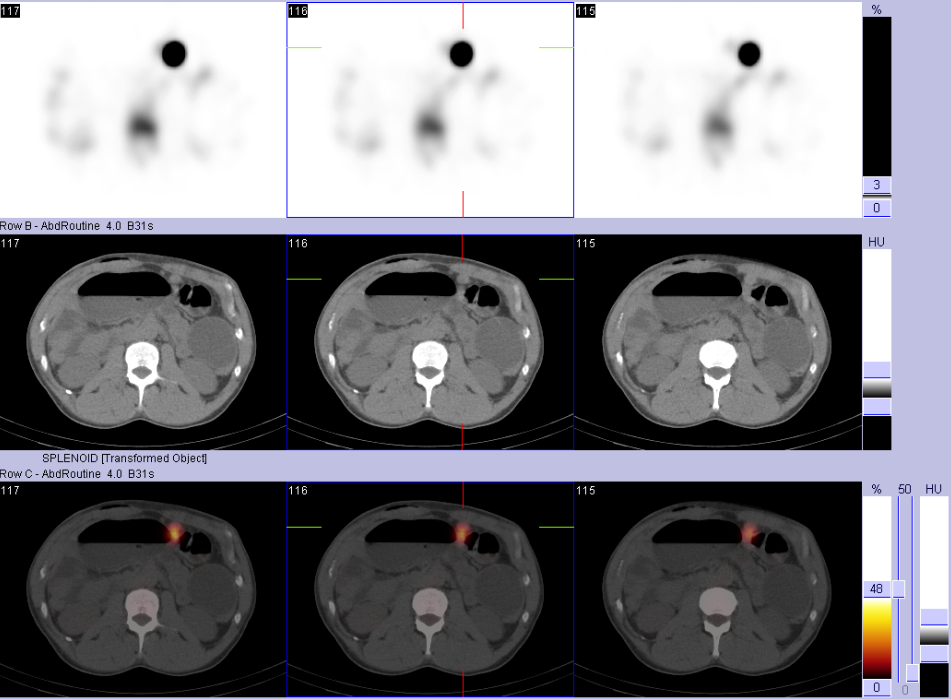 117 116 115 %
3
0
Row B - AbdRoutine 4.0 B31s
117 116 115 HU
SPLENOID [Transformed Object]
Row C - AbdRoutine 4.0 B31s
117 116 115 % 50 HU
48
0 0